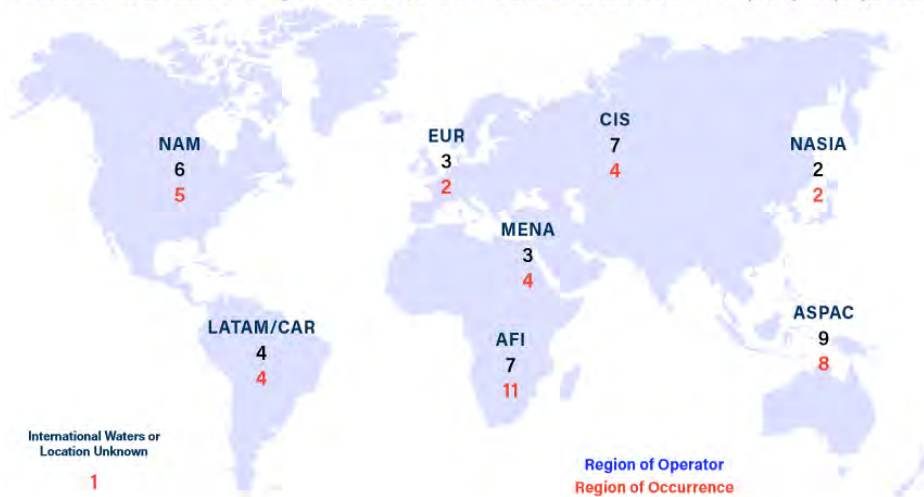 CIS
7
4
EUR
3
2
NAM
6
5
NASIA
2
2
MENA
3
4
ASPAC
9
8
LATAM/CAR
4
4
AFI
7
11
International Waters or
Location Unknown
1
Region of Operator
Region of Occurrence